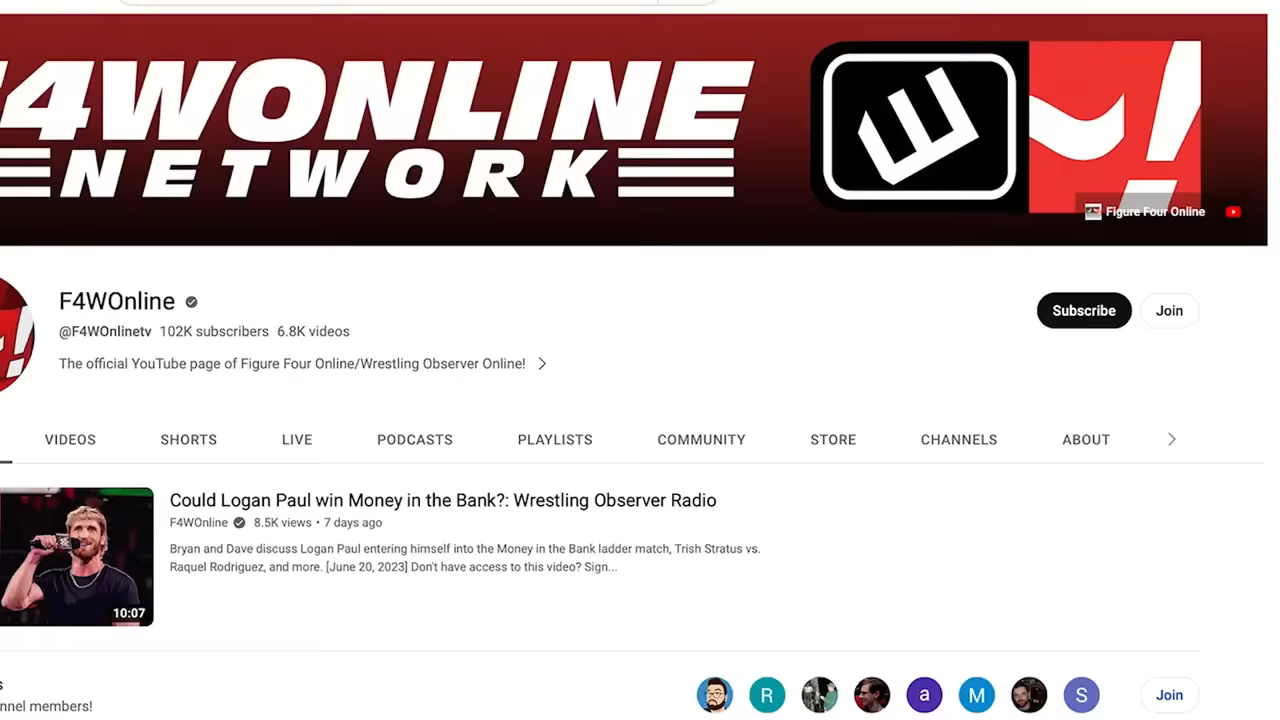 F4WONLINE
NETWORK
Figure Four Online
F4WOnline
@F4WOnlinetv 102K subscribers 6.8K videos
The official YouTube page of Figure Four Online/Wrestling Observer Online!
Subscribe
Join
VIDEOS SHORTS LIVE PODCASTS PLAYLISTS COMMUNITY STORE CHANNELS ABOUT
Could Logan Paul win Money in the Bank?: Wrestling Observer Radio
F4WOnline 8.5K views • 7 days ago
Bryan and Dave discuss Logan Paul entering himself into the Money in the Bank ladder match, Trish Stratus vs.
Raquel Rodriguez, and more. [June 20, 2023] Don't have access to this video? Sign...
10:07
R
a
M
S
Join
nnel members!